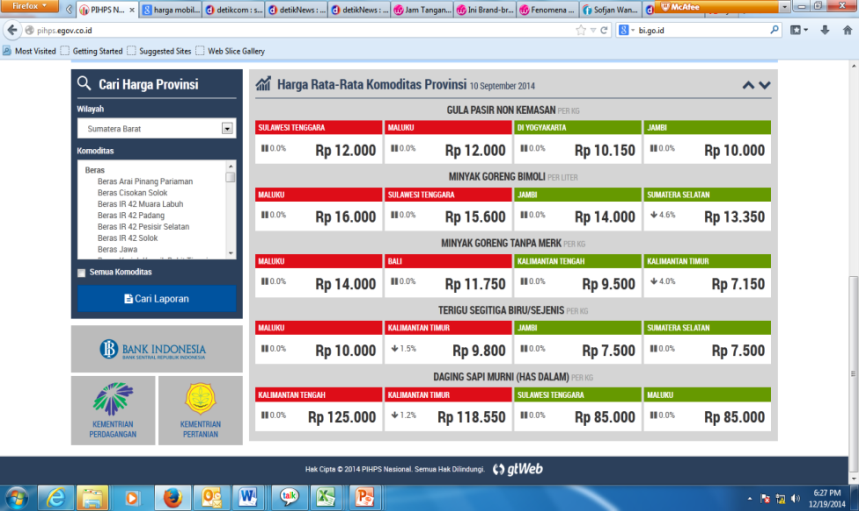 Firefox
PIHPS N... × harga mobil... detikcom : s... detikNews : ... detikNews : ... Jam Tangan... Ini Brand-br... Fenomena ... Sofjan Wan... McAfee
pihps.egov.co.id
bi.go.id
Most Visited Getting Started Suggested Sites Web Slice Gallery
Cari Harga Provinsi
Wilayah
Sumatera Barat
Komoditas
Beras
Beras Arai Pinang Pariaman
Beras Cisokan Solok
Beras IR 42 Muara Labuh
Beras IR 42 Padang
Beras IR 42 Pesisir Selatan
Beras IR 42 Solok
Beras Jawa
Semua Komoditas
Cari Laporan
BANK INDONESIA
BANK SENTRAL REPUBLIK INDONESIA
KEMENTRIAN
PERDAGANGAN
KEMENTRIAN
PERTANIAN
Harga Rata-Rata Komoditas Provinsi 10 September 2014
GULA PASIR NON KEMASAN PER KG
SULAWESI TENGGARA MALUKU DI YOGYAKARTA JAMBI
0.0% Rp 12.000 0.0% Rp 12.000 0.0% Rp 10.150 0.0% Rp 10.000
MINYAK GORENG BIMOLI PER LITER
MALUKU SULAWESI TENGGARA JAMBI SUMATERA SELATAN
0.0% Rp 16.000 0.0% Rp 15.600 0.0% Rp 14.000 4.6% Rp 13.350
MINYAK GORENG TANPA MERK PER KG
MALUKU BALI KALIMANTAN TENGAH KALIMANTAN TIMUR
0.0% Rp 14.000 0.0% Rp 11.750 0.0% Rp 9.500 4.0% Rp 7.150
TERIGU SEGITIGA BIRU/SEJENIS PER KG
MALUKU KALIMANTAN TIMUR JAMBI SUMATERA SELATAN
0.0% Rp 10.000 1.5% Rp 9.800 0.0% Rp 7.500 0.0% Rp 7.500
DAGING SAPI MURNI (HAS DALAM) PER KG
KALIMANTAN TENGAH KALIMANTAN TIMUR SULAWESI TENGGARA MALUKU
0.0% Rp 125.000 1.2% Rp 118.550 0.0% Rp 85.000 0.0% Rp 85.000
Hak Cipta © 2014 PIHPS Nasional. Semua Hak Dilindungi. gtWeb
talk
6:27 PM
12/19/2014